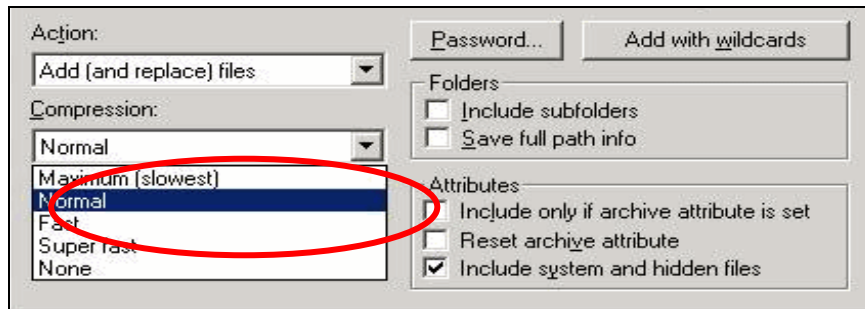 Action:
Add (and replace) files
Compression:
Normal
Maximum (slowest)
Normal
Fast
Super fast
None
Password...
Add with wildcards
Folders
Include subfolders
Save full path info
Attributes
Include only if archive attribute is set
Reset archive attribute
Include system and hidden files